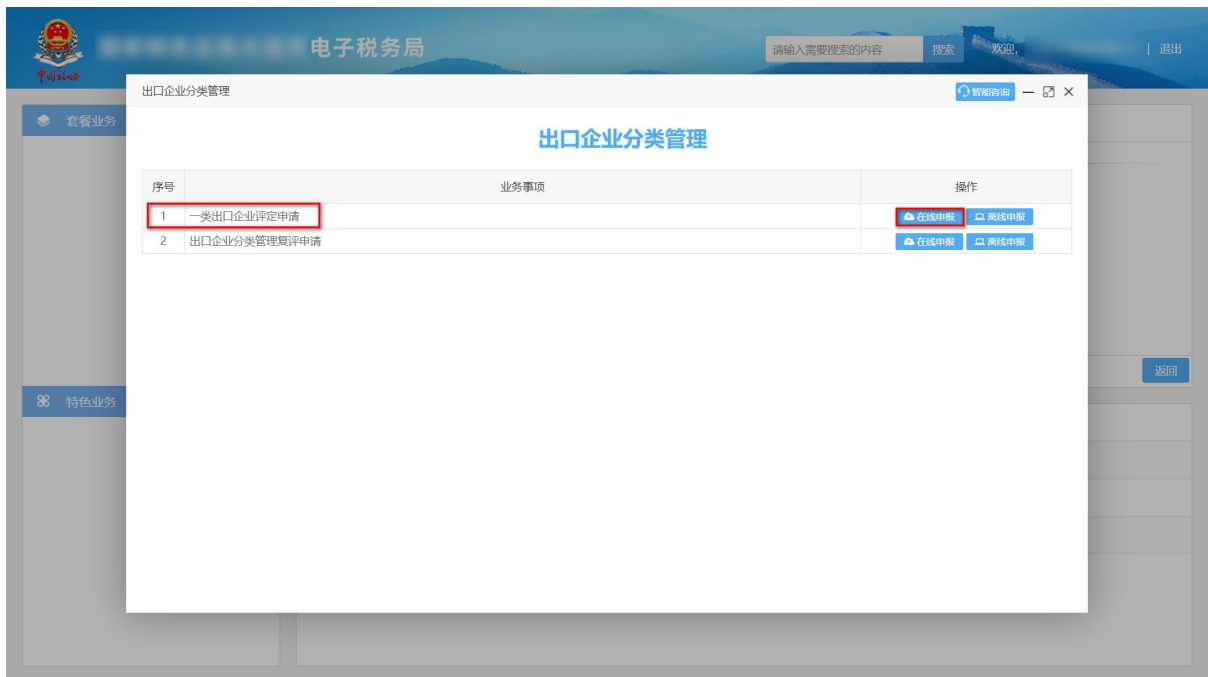 电子税务局
请输入需要搜索的内容 搜索 欢迎, | 退出
中国税务
出口企业分类管理 智能咨询
套餐业务
出口企业分类管理
序号 业务事项 操作
1 一类出口企业评定申请 在线申报 离线申报
2 出口企业分类管理复评申请 在线申报 离线申报
返回
特色业务